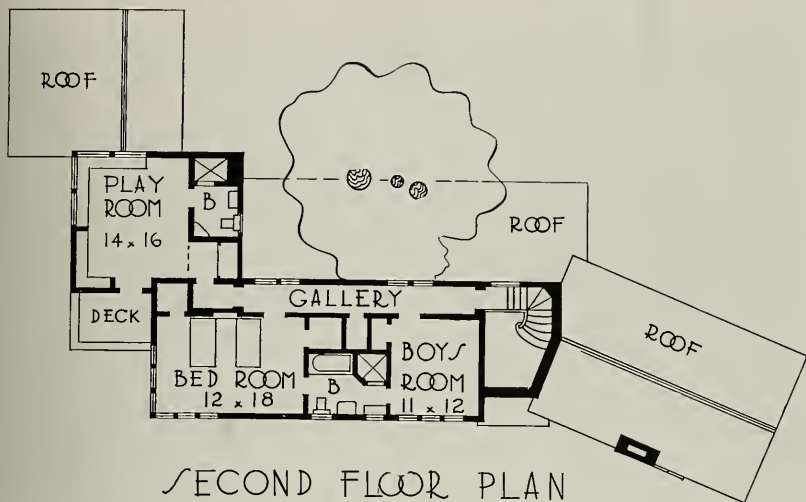 ROOF
PLAY
ROOM
14 x 16
B
ROOF
DECK
GALLERY
ROOF
BED ROOM
12 x 18
B
BOYS
ROOM
11 x 12
SECOND FLOOR PLAN